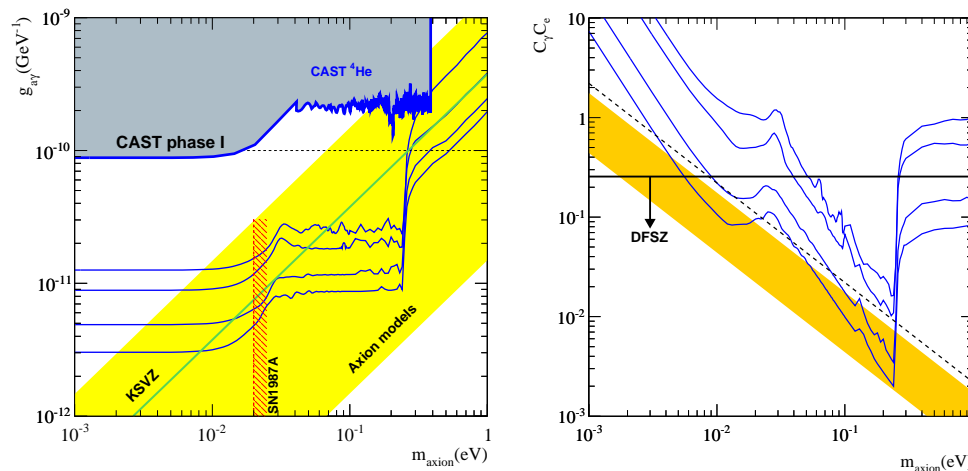 g_aγ(GeV⁻¹)
10⁻⁹
10⁻¹⁰
10⁻¹¹
10⁻¹²
CAST ⁴He
CAST phase I
KSVZ
SN1987A
Axion models
10⁻³
10⁻²
10⁻¹
1
m_axion(eV)
C_γC_e
10
1
10⁻¹
10⁻²
10⁻³
DFSZ
10⁻³
10⁻²
10⁻¹
m_axion(eV)